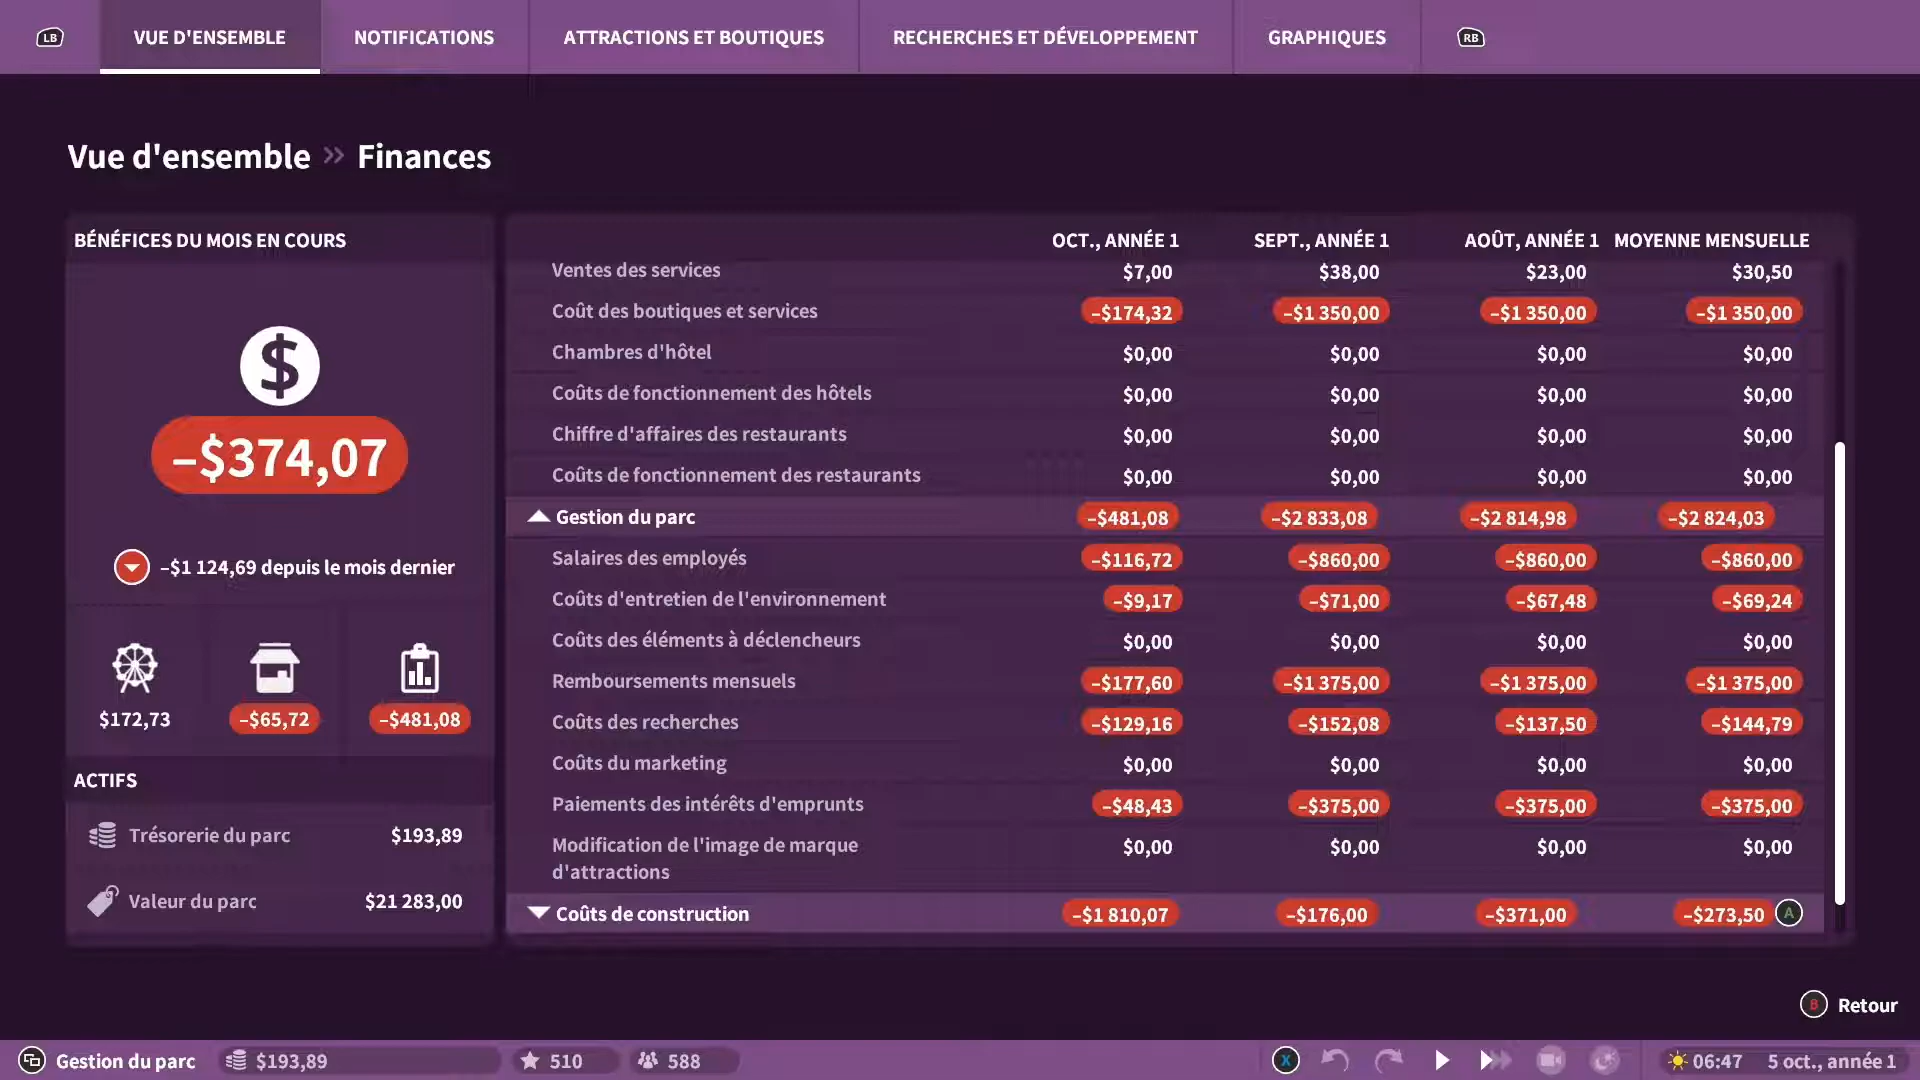 LB VUE D'ENSEMBLE NOTIFICATIONS ATTRACTIONS ET BOUTIQUES RECHERCHES ET DÉVELOPPEMENT GRAPHIQUES RB
Vue d'ensemble » Finances
BÉNÉFICES DU MOIS EN COURS
$
–$374,07
–$1 124,69 depuis le mois dernier
$172,73 –$65,72 –$481,08
ACTIFS
Trésorerie du parc $193,89
Valeur du parc $21 283,00
OCT., ANNÉE 1 SEPT., ANNÉE 1 AOÛT, ANNÉE 1 MOYENNE MENSUELLE
Ventes des services $7,00 $38,00 $23,00 $30,50
Coût des boutiques et services –$174,32 –$1 350,00 –$1 350,00 –$1 350,00
Chambres d'hôtel $0,00 $0,00 $0,00 $0,00
Coûts de fonctionnement des hôtels $0,00 $0,00 $0,00 $0,00
Chiffre d'affaires des restaurants $0,00 $0,00 $0,00 $0,00
Coûts de fonctionnement des restaurants $0,00 $0,00 $0,00 $0,00
Gestion du parc –$481,08 –$2 833,08 –$2 814,98 –$2 824,03
Salaires des employés –$116,72 –$860,00 –$860,00 –$860,00
Coûts d'entretien de l'environnement –$9,17 –$71,00 –$67,48 –$69,24
Coûts des éléments à déclencheurs $0,00 $0,00 $0,00 $0,00
Remboursements mensuels –$177,60 –$1 375,00 –$1 375,00 –$1 375,00
Coûts des recherches –$129,16 –$152,08 –$137,50 –$144,79
Coûts du marketing $0,00 $0,00 $0,00 $0,00
Paiements des intérêts d'emprunts –$48,43 –$375,00 –$375,00 –$375,00
Modification de l'image de marque $0,00 $0,00 $0,00 $0,00
d'attractions
Coûts de construction –$1 810,07 –$176,00 –$371,00 –$273,50 A
B Retour
Gestion du parc $193,89 510 588 X 06:47 5 oct., année 1